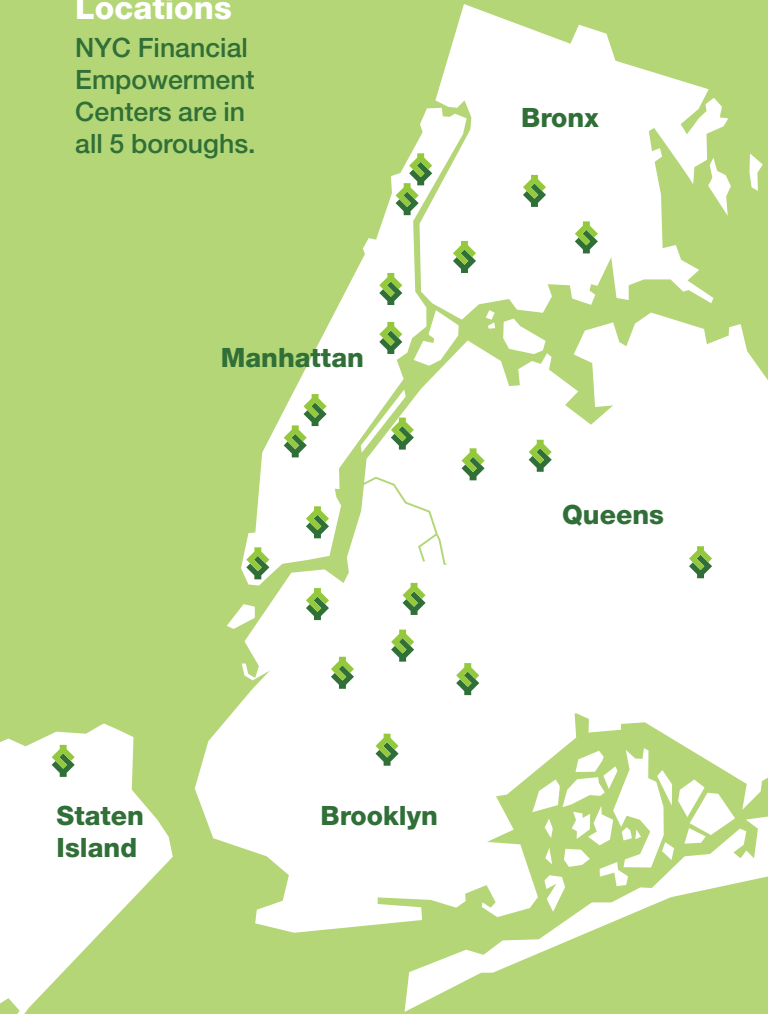 Locations
NYC Financial
Empowerment
Centers are in
all 5 boroughs.
Bronx
Manhattan
Queens
Staten
Island
Brooklyn